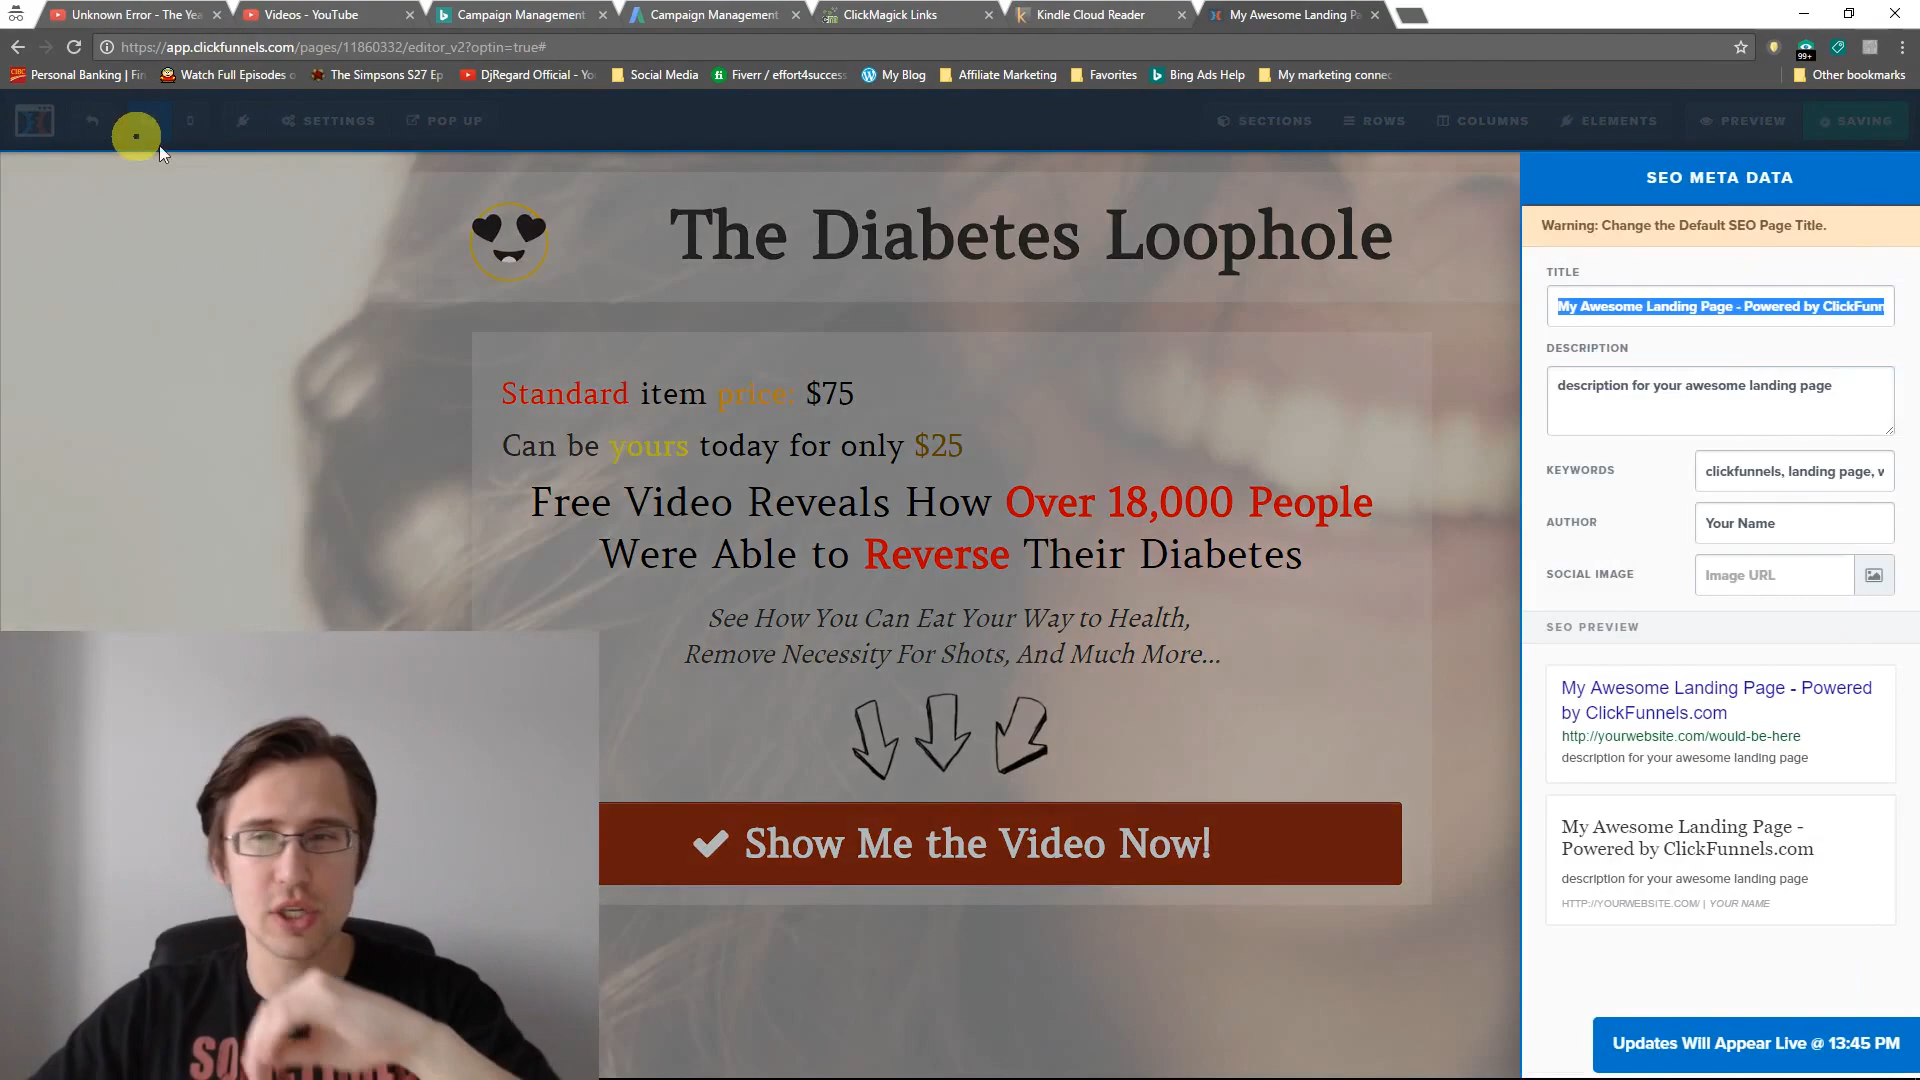 Unknown Error - The Yea
Videos - YouTube
Campaign Management
Campaign Management
ClickMagick Links
Kindle Cloud Reader
My Awesome Landing Pa
https://app.clickfunnels.com/pages/11860332/editor_v2?optin=true#
99+
CIBC Personal Banking | Fin
Watch Full Episodes o
The Simpsons S27 Ep
DjRegard Official - Yo
Social Media
Fiverr / effort4success
My Blog
Affiliate Marketing
Favorites
Bing Ads Help
My marketing connec
Other bookmarks
SETTINGS
POP UP
SECTIONS
ROWS
COLUMNS
ELEMENTS
PREVIEW
SAVING
The Diabetes Loophole
Standard item price: $75
Can be yours today for only $25
Free Video Reveals How Over 18,000 People
Were Able to Reverse Their Diabetes
See How You Can Eat Your Way to Health,
Remove Necessity For Shots, And Much More...
Show Me the Video Now!
SEO META DATA
Warning: Change the Default SEO Page Title.
TITLE
My Awesome Landing Page - Powered by ClickFunn
DESCRIPTION
description for your awesome landing page
KEYWORDS
clickfunnels, landing page, w
AUTHOR
Your Name
SOCIAL IMAGE
Image URL
SEO PREVIEW
My Awesome Landing Page - Powered
by ClickFunnels.com
http://yourwebsite.com/would-be-here
description for your awesome landing page
My Awesome Landing Page -
Powered by ClickFunnels.com
description for your awesome landing page
HTTP://YOURWEBSITE.COM/ | YOUR NAME
Updates Will Appear Live @ 13:45 PM